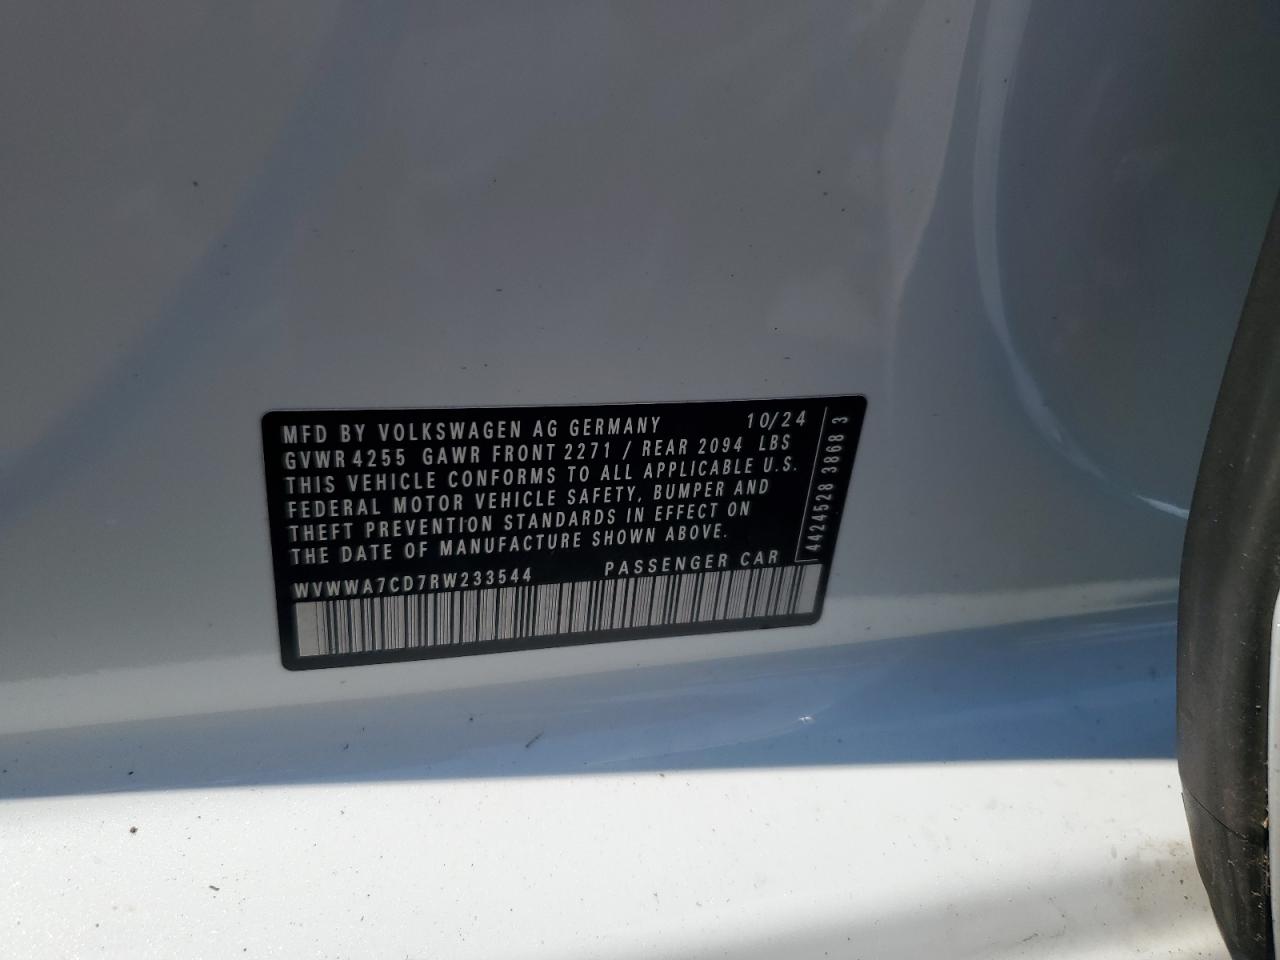 MFD BY VOLKSWAGEN AG GERMANY 10/24
GVWR 4255 GAWR FRONT 2271 / REAR 2094 LBS
THIS VEHICLE CONFORMS TO ALL APPLICABLE U.S.
FEDERAL MOTOR VEHICLE SAFETY, BUMPER AND
THEFT PREVENTION STANDARDS IN EFFECT ON
THE DATE OF MANUFACTURE SHOWN ABOVE.
WVWWA7CD7RW233544 PASSENGER CAR
4424528 3868 3